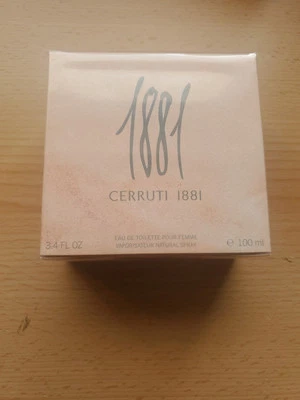 1881
CERRUTI 1881
EAU DE TOILETTE POUR FEMME
VAPORISATEUR NATURAL SPRAY
3.4 FL.OZ
℮ 100 ml